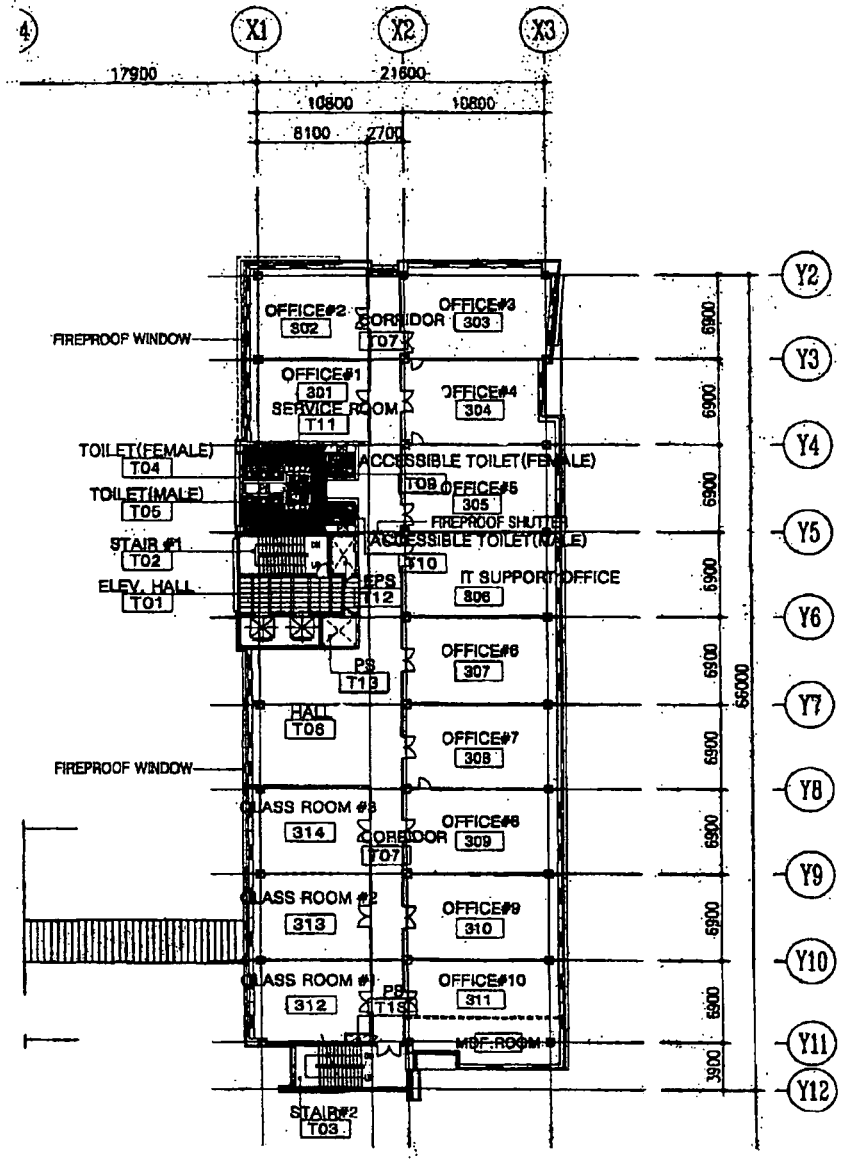 4
X1
X2
X3
17900
21600
10800
10800
8100
2700
Y2
OFFICE#2
302
CORRIDOR
T07
OFFICE#3
303
6900
FIREPROOF WINDOW
Y3
OFFICE#1
301
SERVICE ROOM
T11
OFFICE#4
304
6900
Y4
TOILET(FEMALE)
T04
ACCESSIBLE TOILET(FEMALE)
T09
TOILET(MALE)
T05
OFFICE#5
305
6900
FIREPROOF SHUTTER
Y5
STAIR #1
T02
ACCESSIBLE TOILET(MALE)
T10
ELEV. HALL
T01
EPS
T12
IT SUPPORT OFFICE
306
6900
Y6
PS
T13
OFFICE#6
307
6900
66000
Y7
HALL
T06
OFFICE#7
308
6900
FIREPROOF WINDOW
Y8
CLASS ROOM #3
314
CORRIDOR
T07
OFFICE#8
309
6900
Y9
CLASS ROOM #2
313
OFFICE#9
310
6900
Y10
CLASS ROOM #1
312
PS
T13
OFFICE#10
311
6900
MDF.ROOM
Y11
3900
Y12
STAIR#2
T03